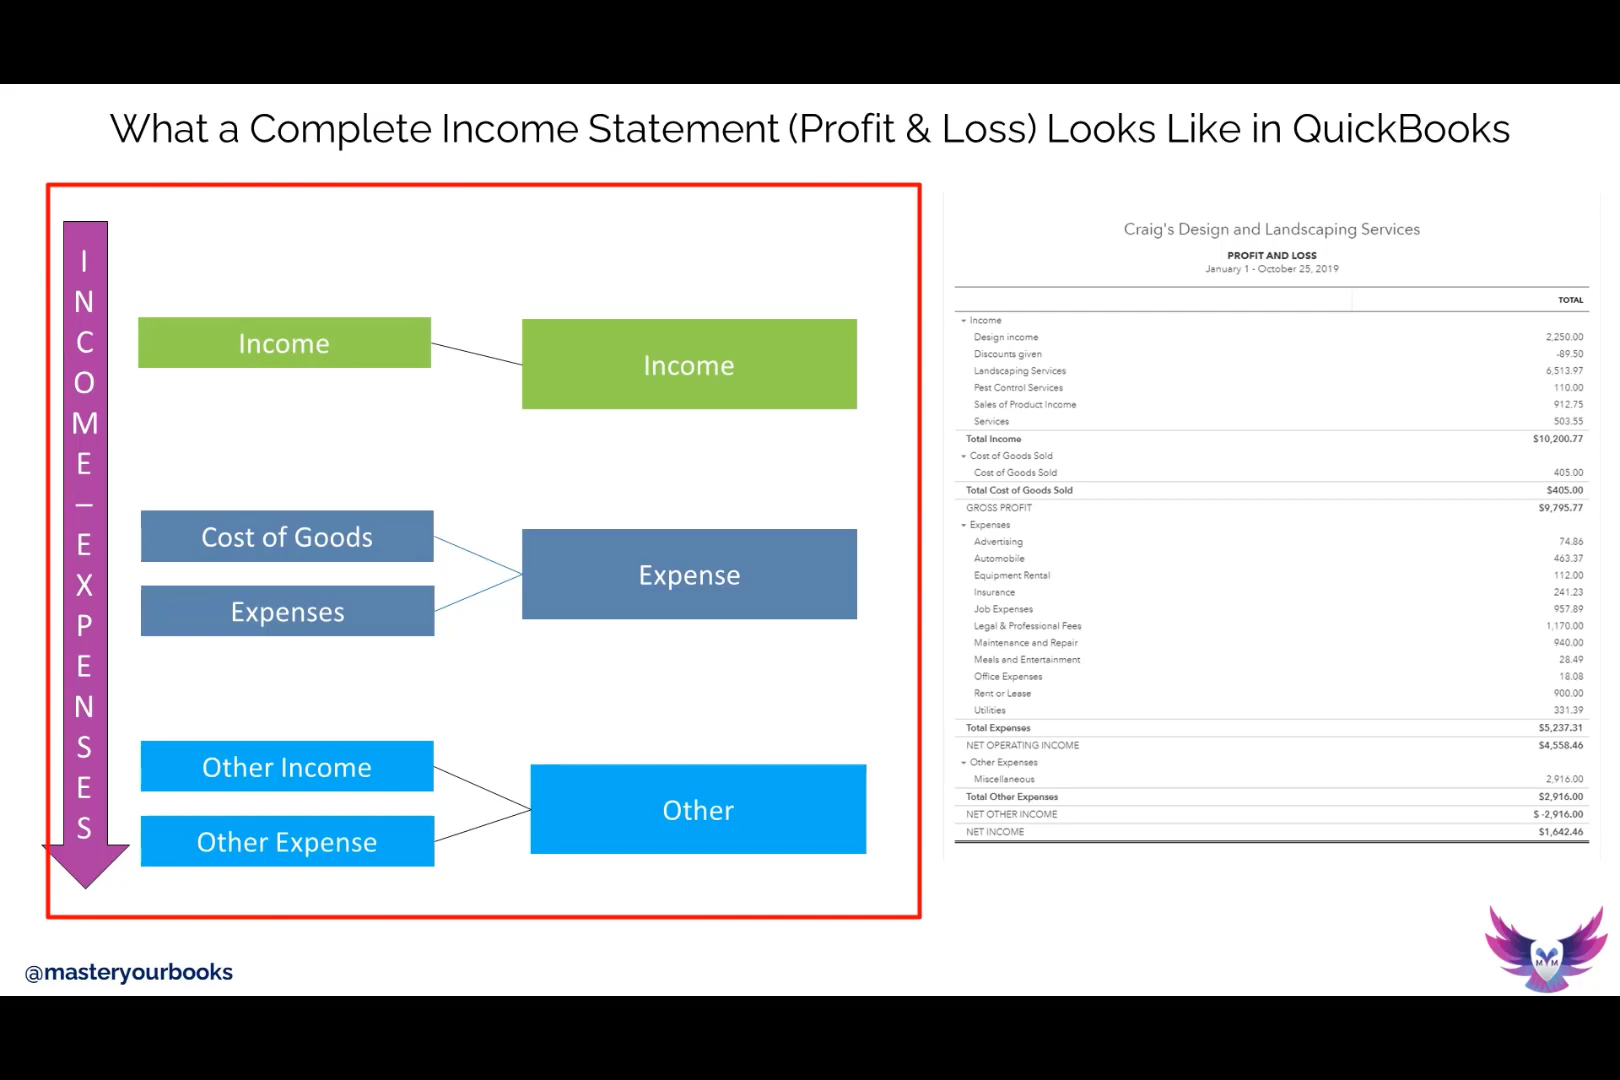 What a Complete Income Statement (Profit & Loss) Looks Like in QuickBooks
INCOME – EXPENSES
Income
Income
Cost of Goods
Expenses
Expense
Other Income
Other Expense
Other
Craig's Design and Landscaping Services
PROFIT AND LOSS
January 1 - October 25, 2019
TOTAL
Income
Design income 2,250.00
Discounts given -89.50
Landscaping Services 6,513.97
Pest Control Services 110.00
Sales of Product Income 912.75
Services 503.55
Total Income $10,200.77
Cost of Goods Sold
Cost of Goods Sold 405.00
Total Cost of Goods Sold $405.00
GROSS PROFIT $9,795.77
Expenses
Advertising 74.86
Automobile 463.37
Equipment Rental 112.00
Insurance 241.23
Job Expenses 957.89
Legal & Professional Fees 1,170.00
Maintenance and Repair 940.00
Meals and Entertainment 28.49
Office Expenses 18.08
Rent or Lease 900.00
Utilities 331.39
Total Expenses $5,237.31
NET OPERATING INCOME $4,558.46
Other Expenses
Miscellaneous 2,916.00
Total Other Expenses $2,916.00
NET OTHER INCOME $ -2,916.00
NET INCOME $1,642.46
@masteryourbooks
MYM